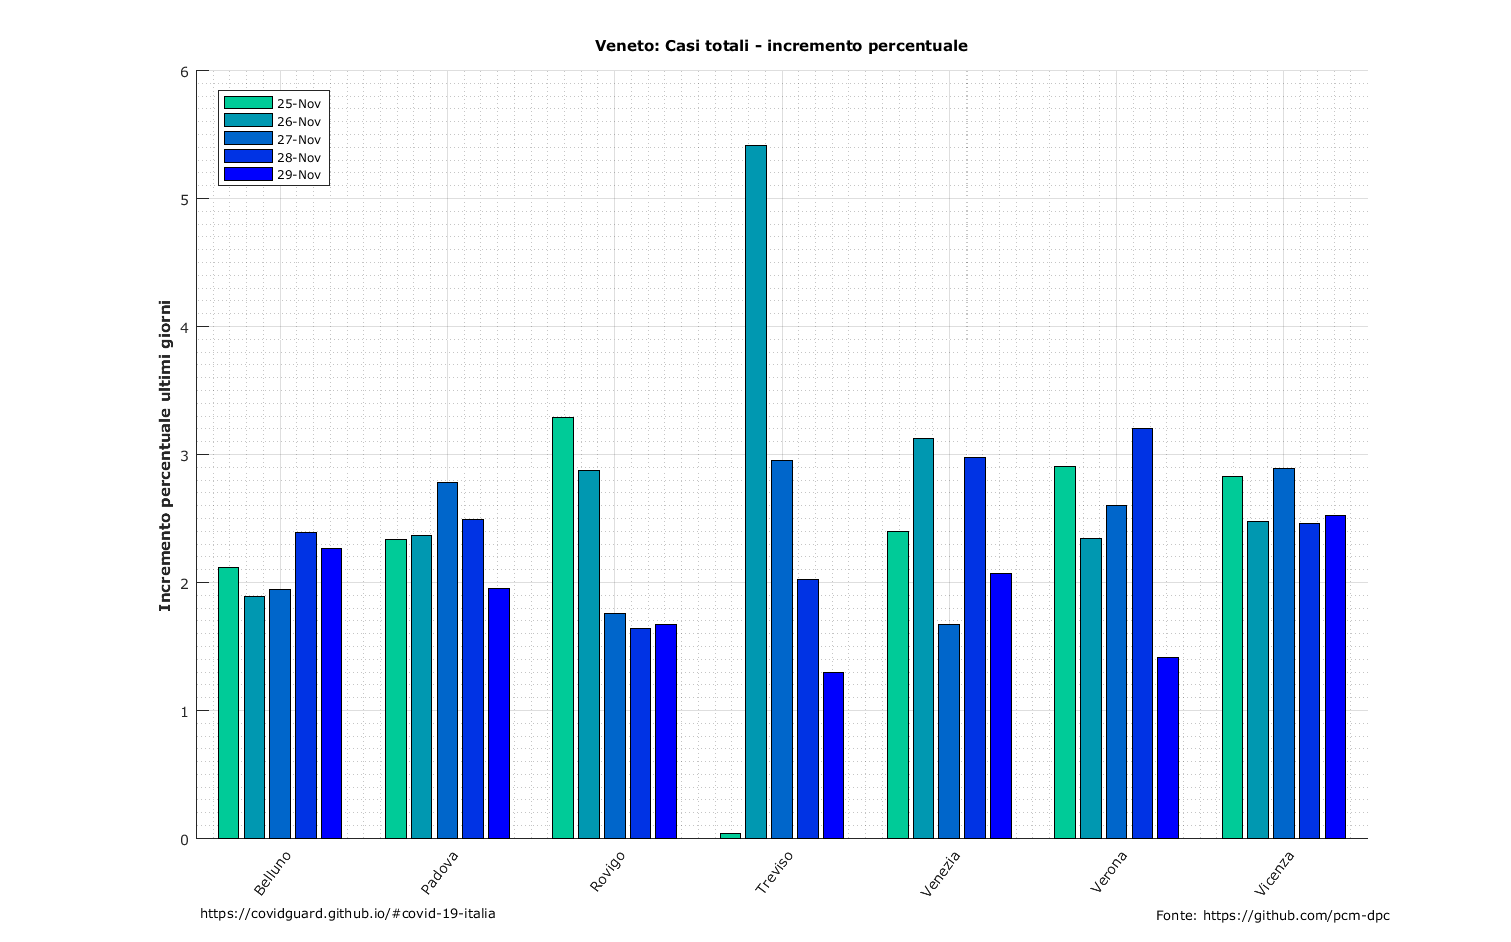 Veneto: Casi totali - incremento percentuale
Incremento percentuale ultimi giorni
6
5
4
3
2
1
0
25-Nov
26-Nov
27-Nov
28-Nov
29-Nov
Belluno
Padova
Rovigo
Treviso
Venezia
Verona
Vicenza
https://covidguard.github.io/#covid-19-italia
Fonte: https://github.com/pcm-dpc